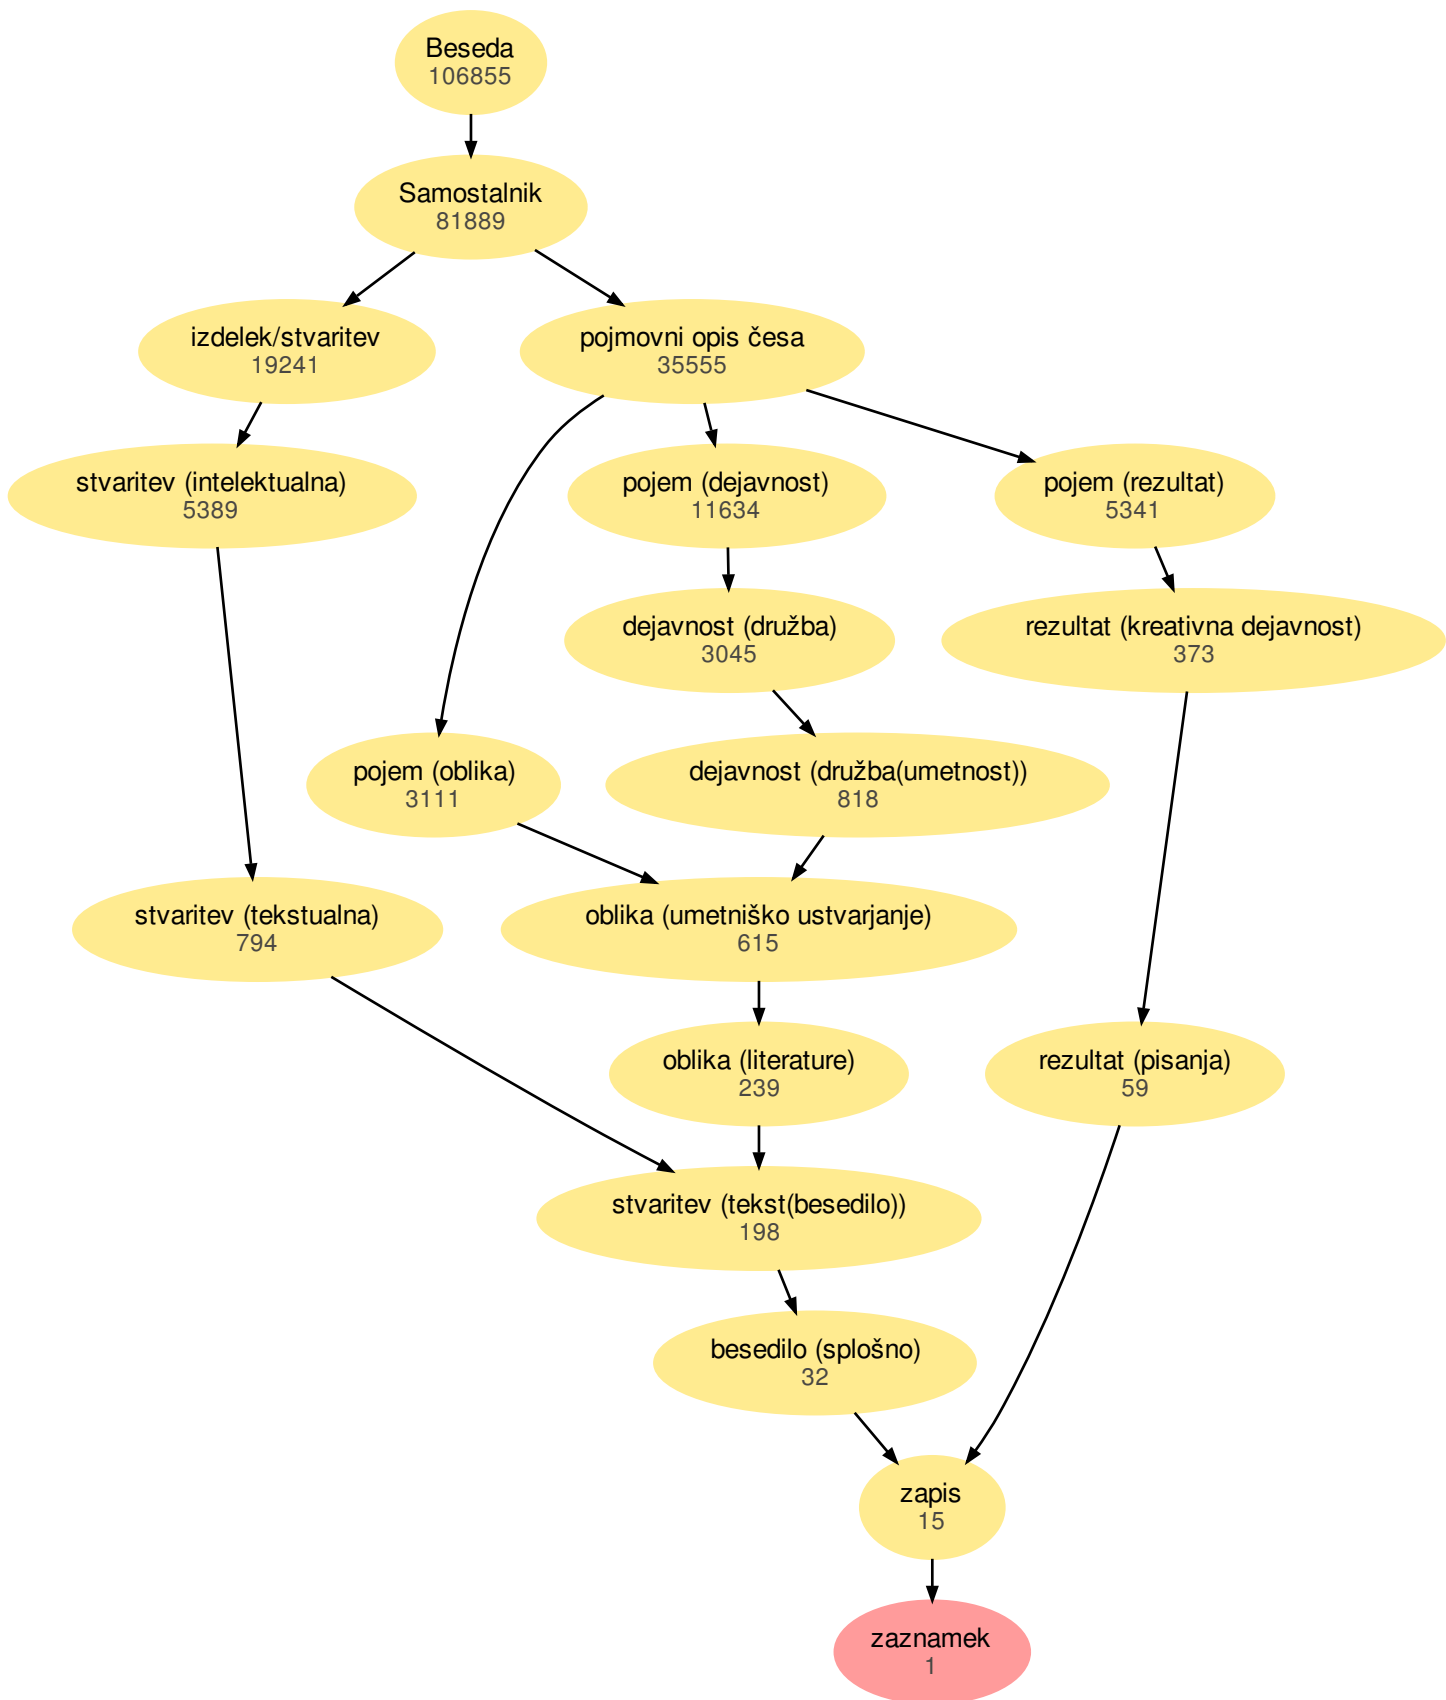 Beseda
106855
Samostalnik
81889
izdelek/stvaritev
19241
pojmovni opis česa
35555
stvaritev (intelektualna)
5389
pojem (dejavnost)
11634
pojem (rezultat)
5341
dejavnost (družba)
3045
rezultat (kreativna dejavnost)
373
pojem (oblika)
3111
dejavnost (družba(umetnost))
818
stvaritev (tekstualna)
794
oblika (umetniško ustvarjanje)
615
oblika (literature)
239
rezultat (pisanja)
59
stvaritev (tekst(besedilo))
198
besedilo (splošno)
32
zapis
15
zaznamek
1